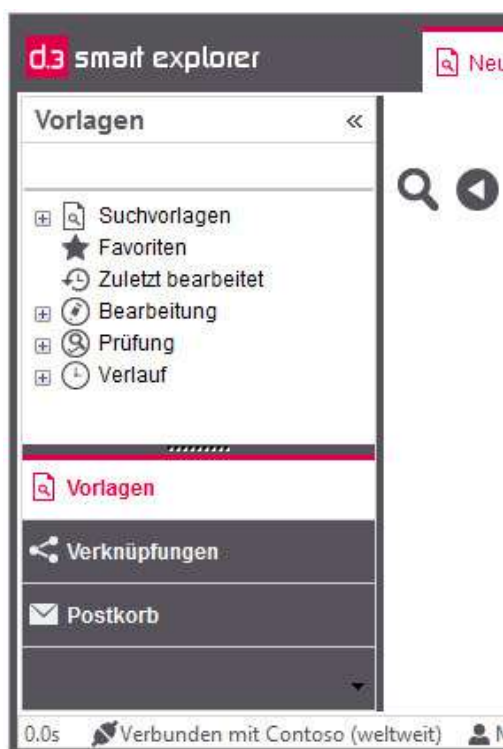 d.3 smart explorer
Neu
Vorlagen «
Suchvorlagen
Favoriten
Zuletzt bearbeitet
Bearbeitung
Prüfung
Verlauf
Vorlagen
Verknüpfungen
Postkorb
0.0s Verbunden mit Contoso (weltweit)